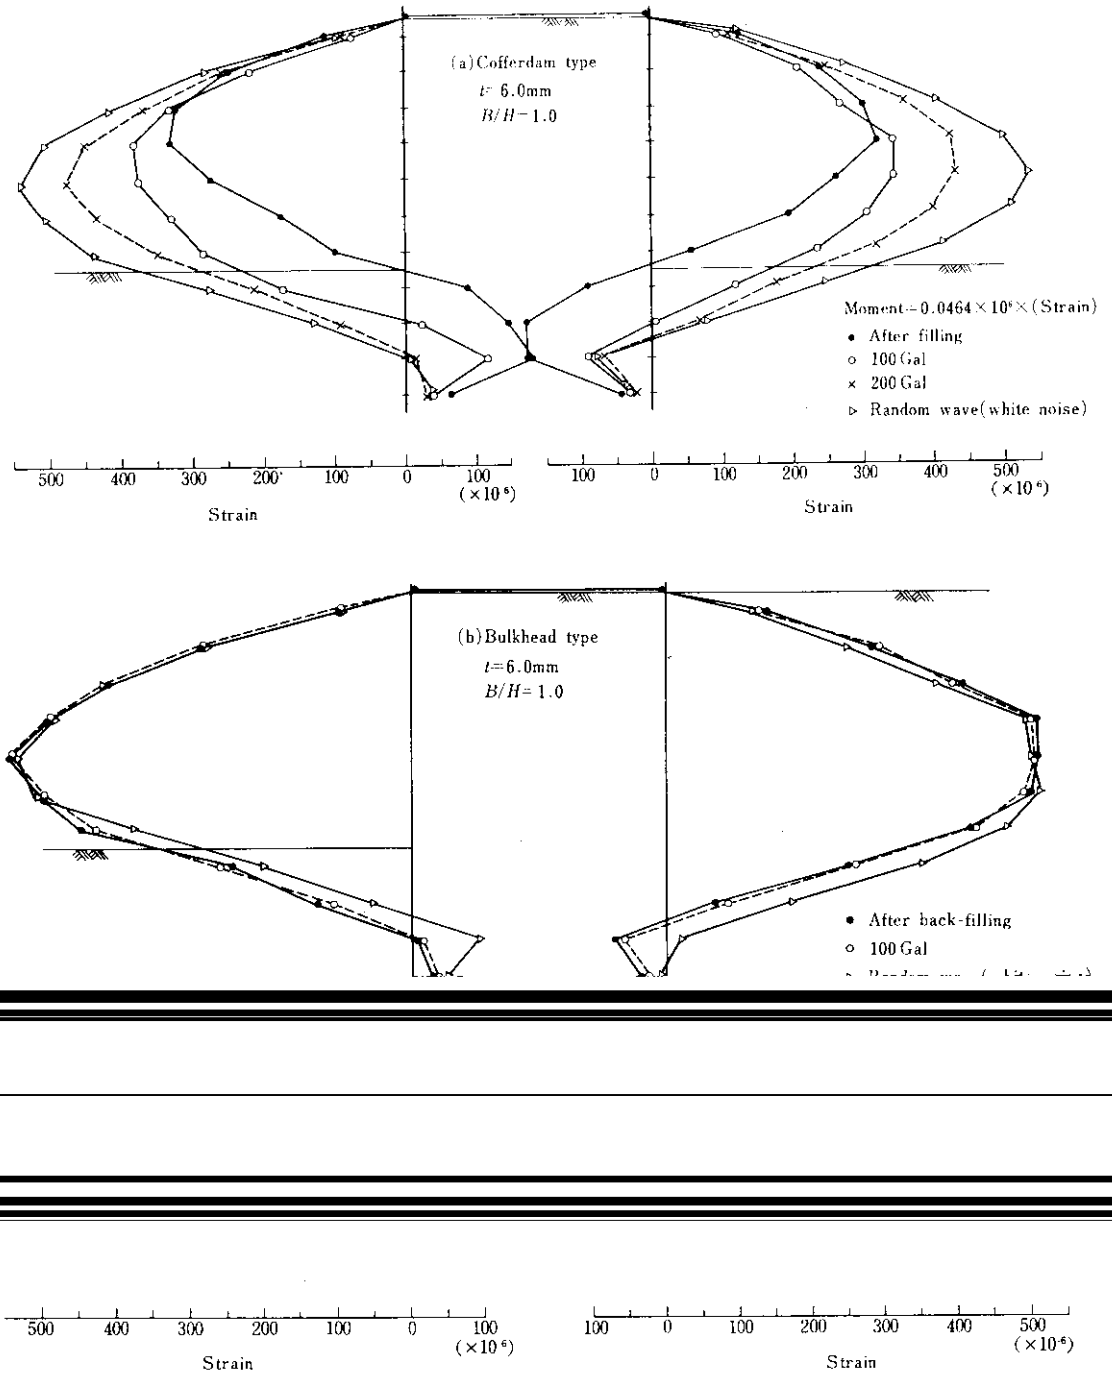 (a) Cofferdam type
t= 6.0mm
B/H=1.0
Moment=0.0464×10⁶×(Strain)
● After filling
○ 100 Gal
× 200 Gal
▷ Random wave(white noise)
500 400 300 200 100 0 100
(×10⁻⁶)
Strain
100 0 100 200 300 400 500
(×10⁻⁶)
Strain
(b) Bulkhead type
t=6.0mm
B/H=1.0
● After back-filling
○ 100 Gal
500 400 300 200 100 0 100
(×10⁻⁶)
Strain
100 0 100 200 300 400 500
(×10⁻⁶)
Strain